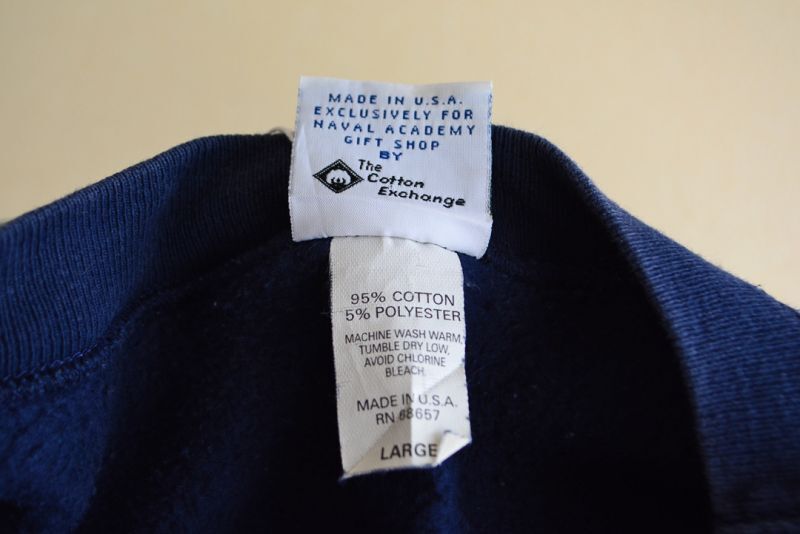 MADE IN U.S.A.
EXCLUSIVELY FOR
NAVAL ACADEMY
GIFT SHOP
BY
The
Cotton
Exchange
95% COTTON
5% POLYESTER
MACHINE WASH WARM,
TUMBLE DRY LOW,
AVOID CHLORINE
BLEACH.
MADE IN U.S.A.
RN 68657
LARGE